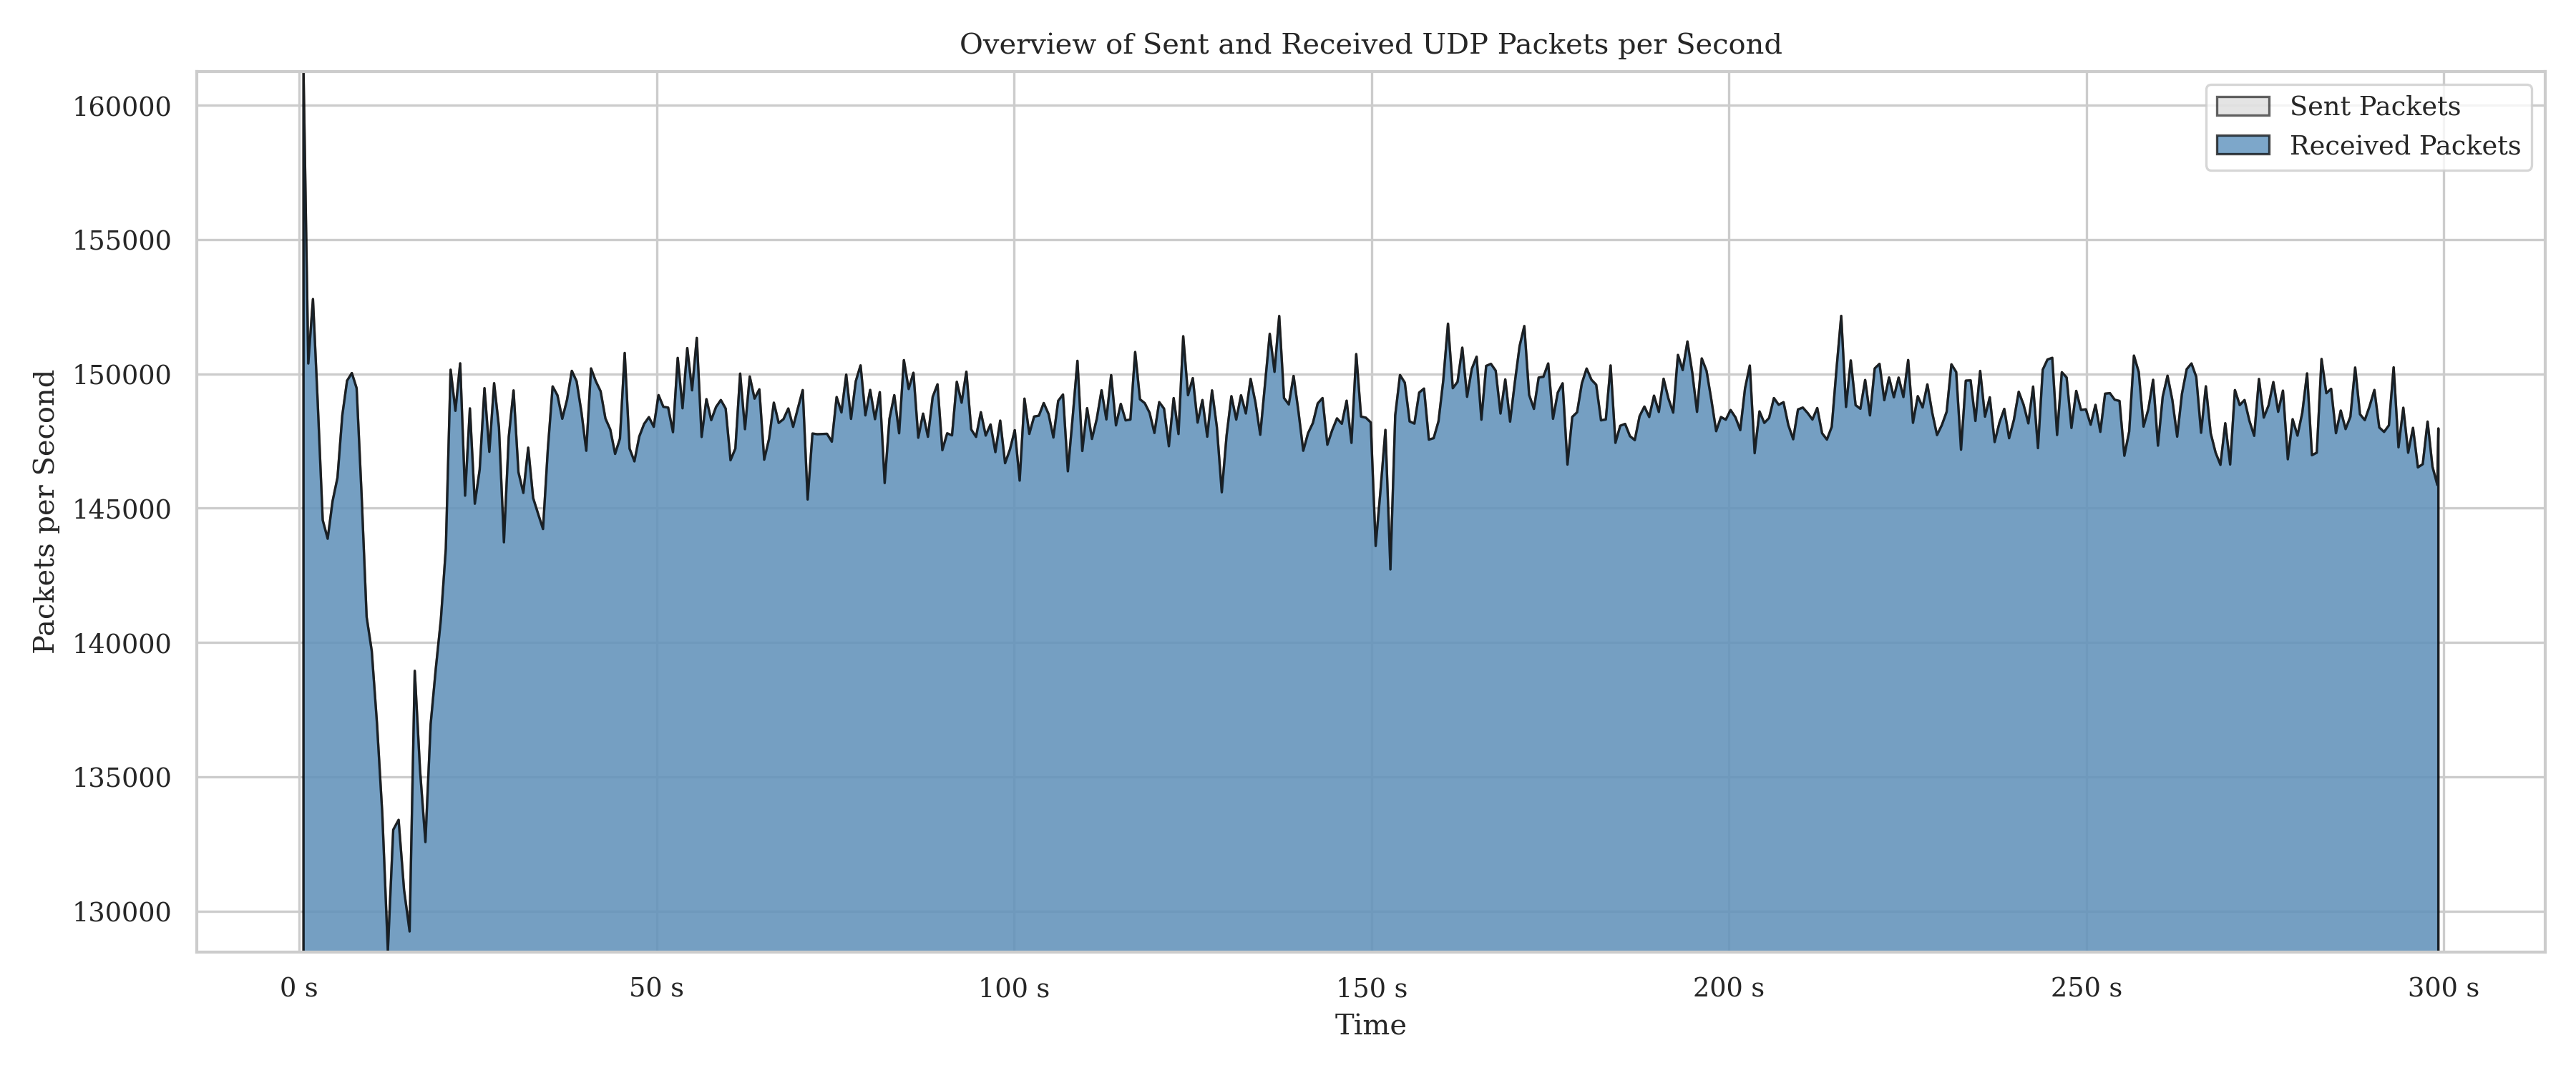 Overview of Sent and Received UDP Packets per Second
Sent Packets
Received Packets
Packets per Second
160000
155000
150000
145000
140000
135000
130000
0 s
50 s
100 s
150 s
200 s
250 s
300 s
Time